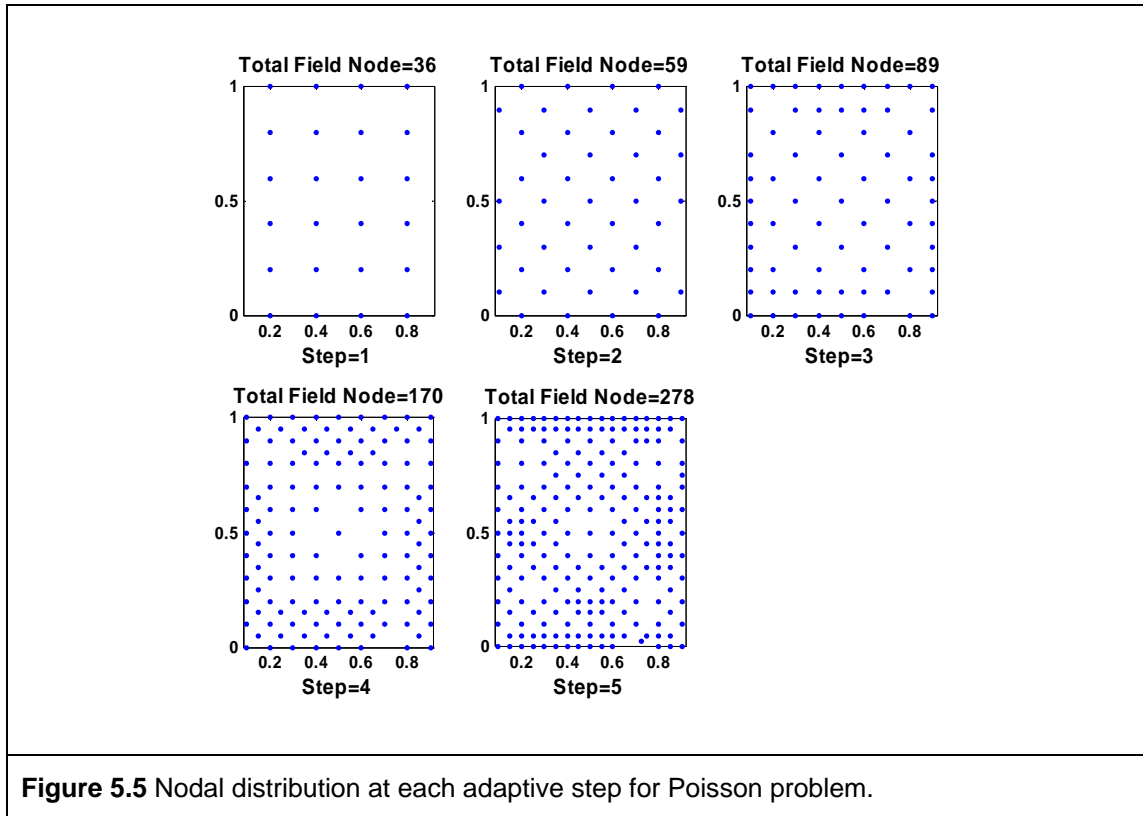 Total Field Node=36
Total Field Node=59
Total Field Node=89
1
0.5
0
0.2 0.4 0.6 0.8
Step=1
1
0.5
0
0.2 0.4 0.6 0.8
Step=2
1
0.5
0
0.2 0.4 0.6 0.8
Step=3
Total Field Node=170
Total Field Node=278
1
0.5
0
0.2 0.4 0.6 0.8
Step=4
1
0.5
0
0.2 0.4 0.6 0.8
Step=5
Figure 5.5 Nodal distribution at each adaptive step for Poisson problem.